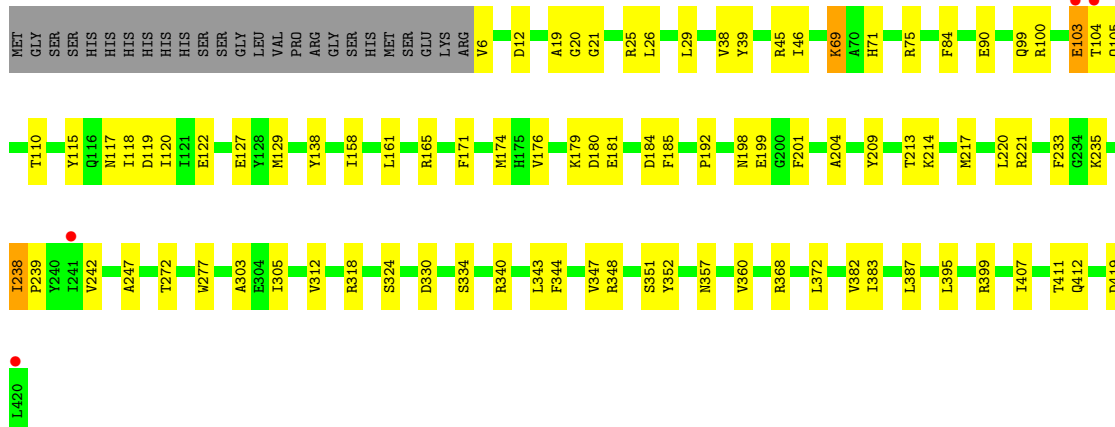 MET GLY SER SER HIS HIS HIS HIS HIS HIS SER SER GLY LEU VAL PRO ARG GLY SER HIS MET SER GLU LYS ARG V6 D12 A19 G20 G21 R25 L26 L29 V38 Y39 R45 I46 K69 A70 H71 R75 F84 E90 Q99 R100 E103 T104
T110 Y115 Q116 N117 I118 D119 I120 I121 E122 E127 Y128 M129 Y138 I158 L161 R165 F171 M174 H175 V176 K179 D180 E181 D184 F185 P192 N198 E199 G200 F201 A204 Y209 T213 K214 M217 L220 R221 F233 G234 K235
I238 P239 Y240 I241 V242 A247 T272 W277 A303 E304 I305 V312 R318 S324 D330 S334 R340 L343 F344 V347 R348 S351 Y352 N357 V360 R368 L372 V382 I383 L387 L395 R399 I407 T411 Q412
L420